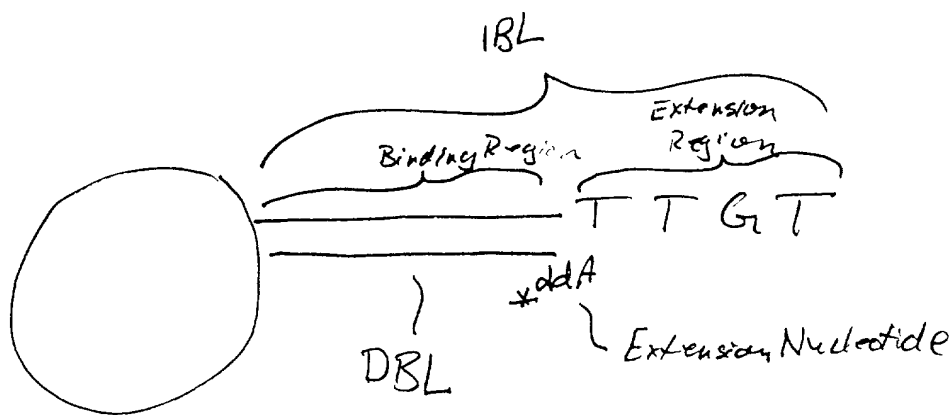 IBL
Extension
Region
Binding Region
T T G T
*ddA
DBL
Extension Nucleotide